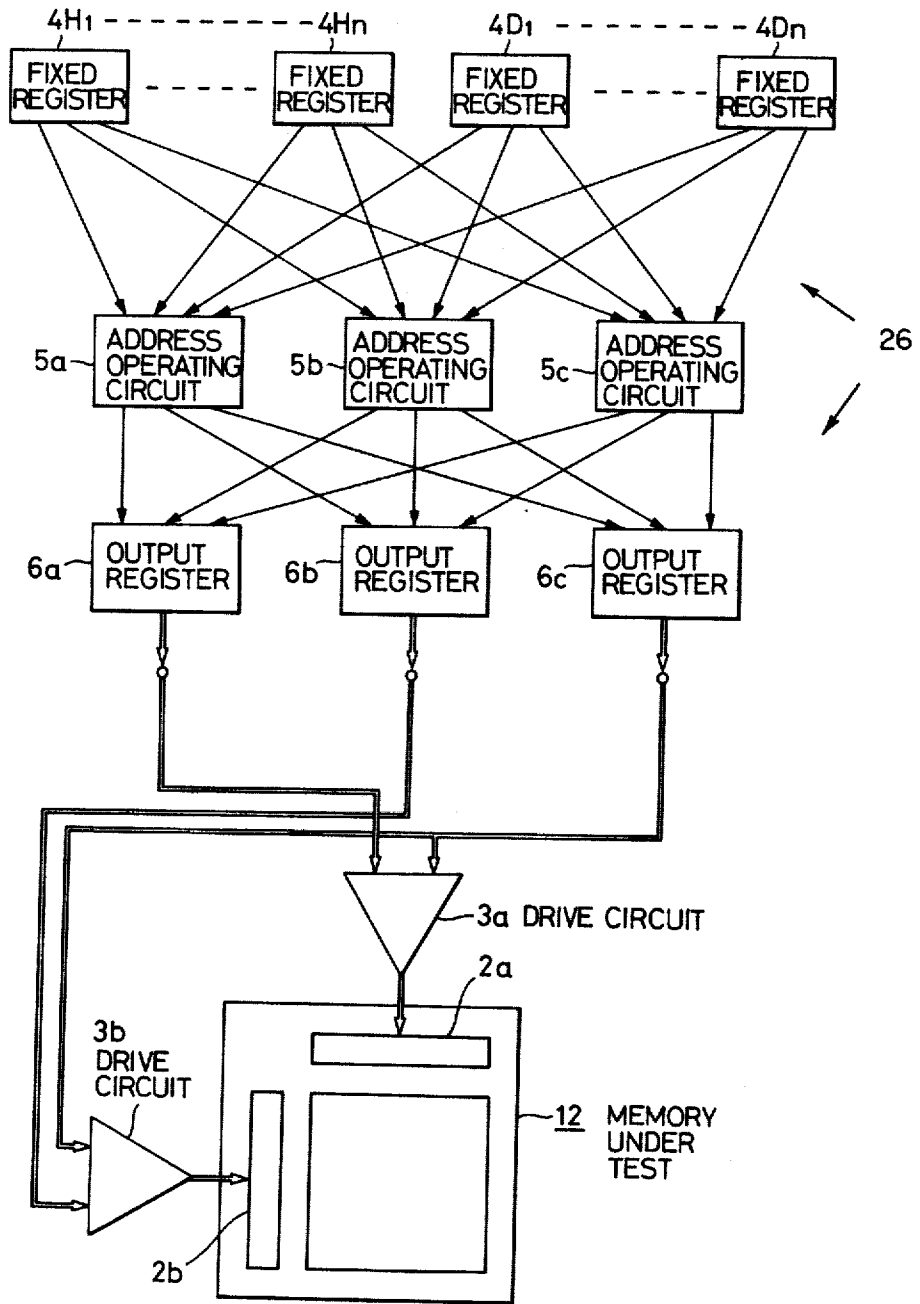 4H1 4Hn 4D1 4Dn
FIXED REGISTER
FIXED REGISTER
FIXED REGISTER
FIXED REGISTER
26
5a
ADDRESS
OPERATING
CIRCUIT
5b
ADDRESS
OPERATING
CIRCUIT
5c
ADDRESS
OPERATING
CIRCUIT
6a
OUTPUT
REGISTER
6b
OUTPUT
REGISTER
6c
OUTPUT
REGISTER
3a DRIVE CIRCUIT
2a
3b
DRIVE
CIRCUIT
12 MEMORY
UNDER
TEST
2b